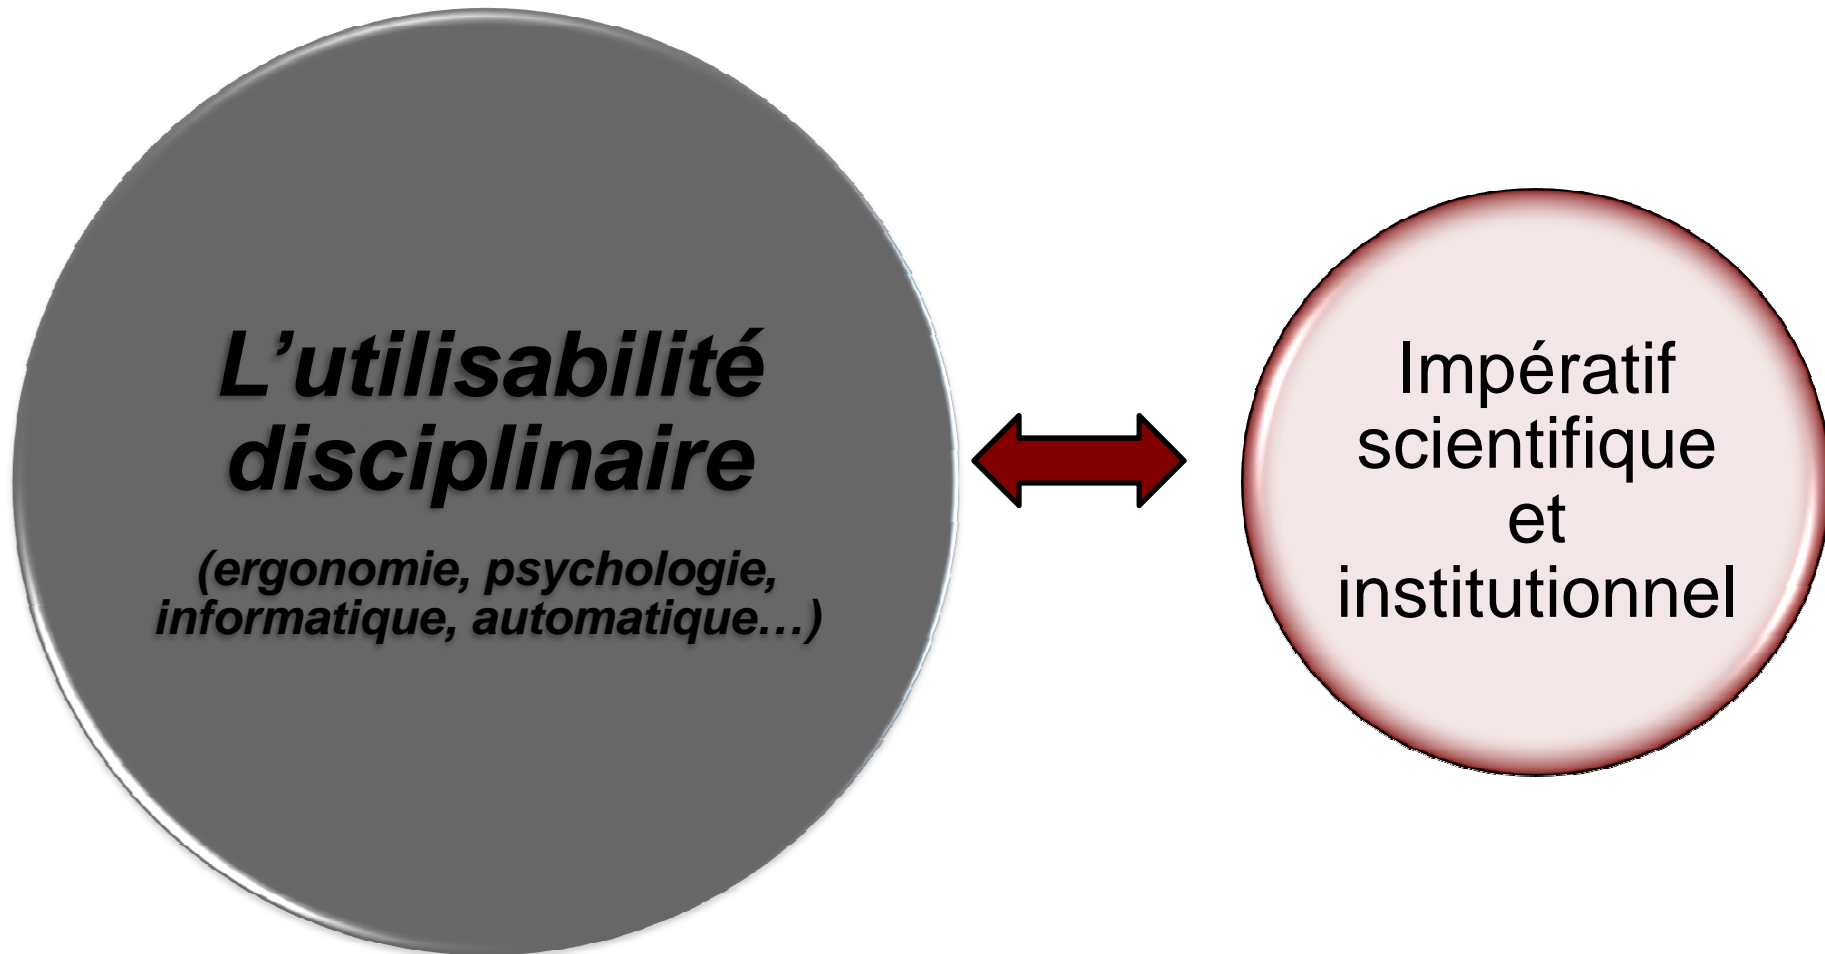 L’utilisabilité
disciplinaire
(ergonomie, psychologie,
informatique, automatique…)
Impératif
scientifique
et
institutionnel